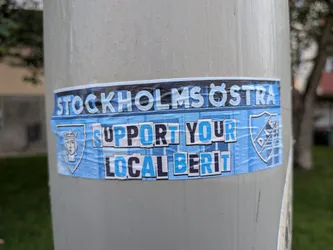 STOCKHOLMS ÖSTRA
SUPPORT YOUR
LOCAL BERIT